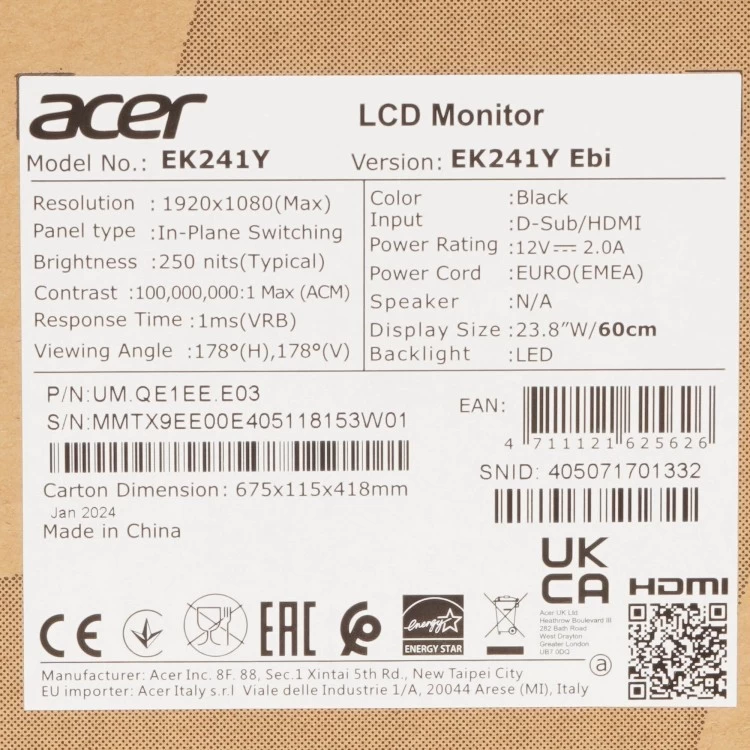 acer
LCD Monitor
Model No.: EK241Y
Version: EK241Y Ebi
Resolution : 1920x1080(Max)
Panel type :In-Plane Switching
Brightness :250 nits(Typical)
Contrast :100,000,000:1 Max (ACM)
Response Time :1ms(VRB)
Viewing Angle :178°(H),178°(V)
Color :Black
Input :D-Sub/HDMI
Power Rating :12V⎓ 2.0A
Power Cord :EURO(EMEA)
Speaker :N/A
Display Size :23.8"W/60cm
Backlight :LED
P/N:UM.QE1EE.E03
S/N:MMTX9EE00E405118153W01
Carton Dimension: 675x115x418mm
Jan 2024
Made in China
EAN:
4 711121 625626
SNID: 405071701332
UK
CA
Acer UK Ltd
Heathrow Boulevard III
282 Bath Road
West Drayton
Greater London
UB7 0DQ
HDMI
CE
EAC
energy
ENERGY STAR
a
Manufacturer: Acer Inc. 8F. 88, Sec.1 Xintai 5th Rd., New Taipei City
EU importer: Acer Italy s.r.l Viale delle Industrie 1/A, 20044 Arese (MI), Italy